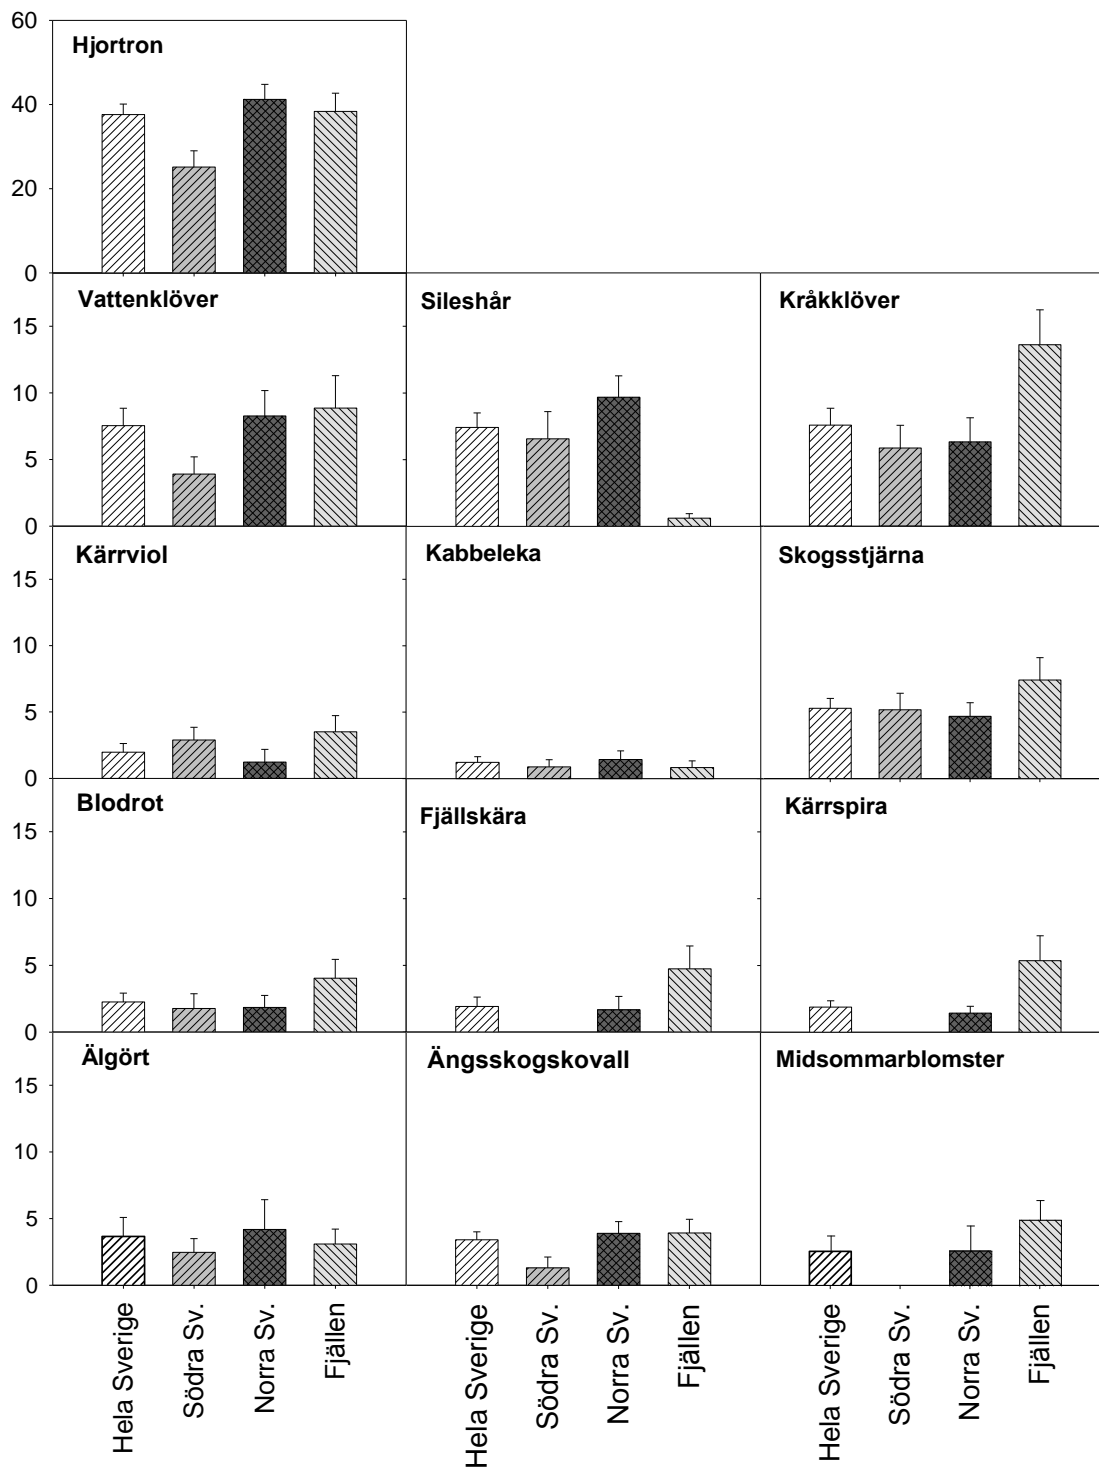 60
Hjortron
40
20
0
Vattenklöver
Sileshår
Kråkklöver
15
10
5
0
Kärrviol
Kabbeleka
Skogsstjärna
15
10
5
0
Blodrot
Fjällskära
Kärrspira
15
10
5
0
Älgört
Ängsskogskovall
Midsommarblomster
15
10
5
0
Hela Sverige
Södra Sv.
Norra Sv.
Fjällen
Hela Sverige
Södra Sv.
Norra Sv.
Fjällen
Hela Sverige
Södra Sv.
Norra Sv.
Fjällen